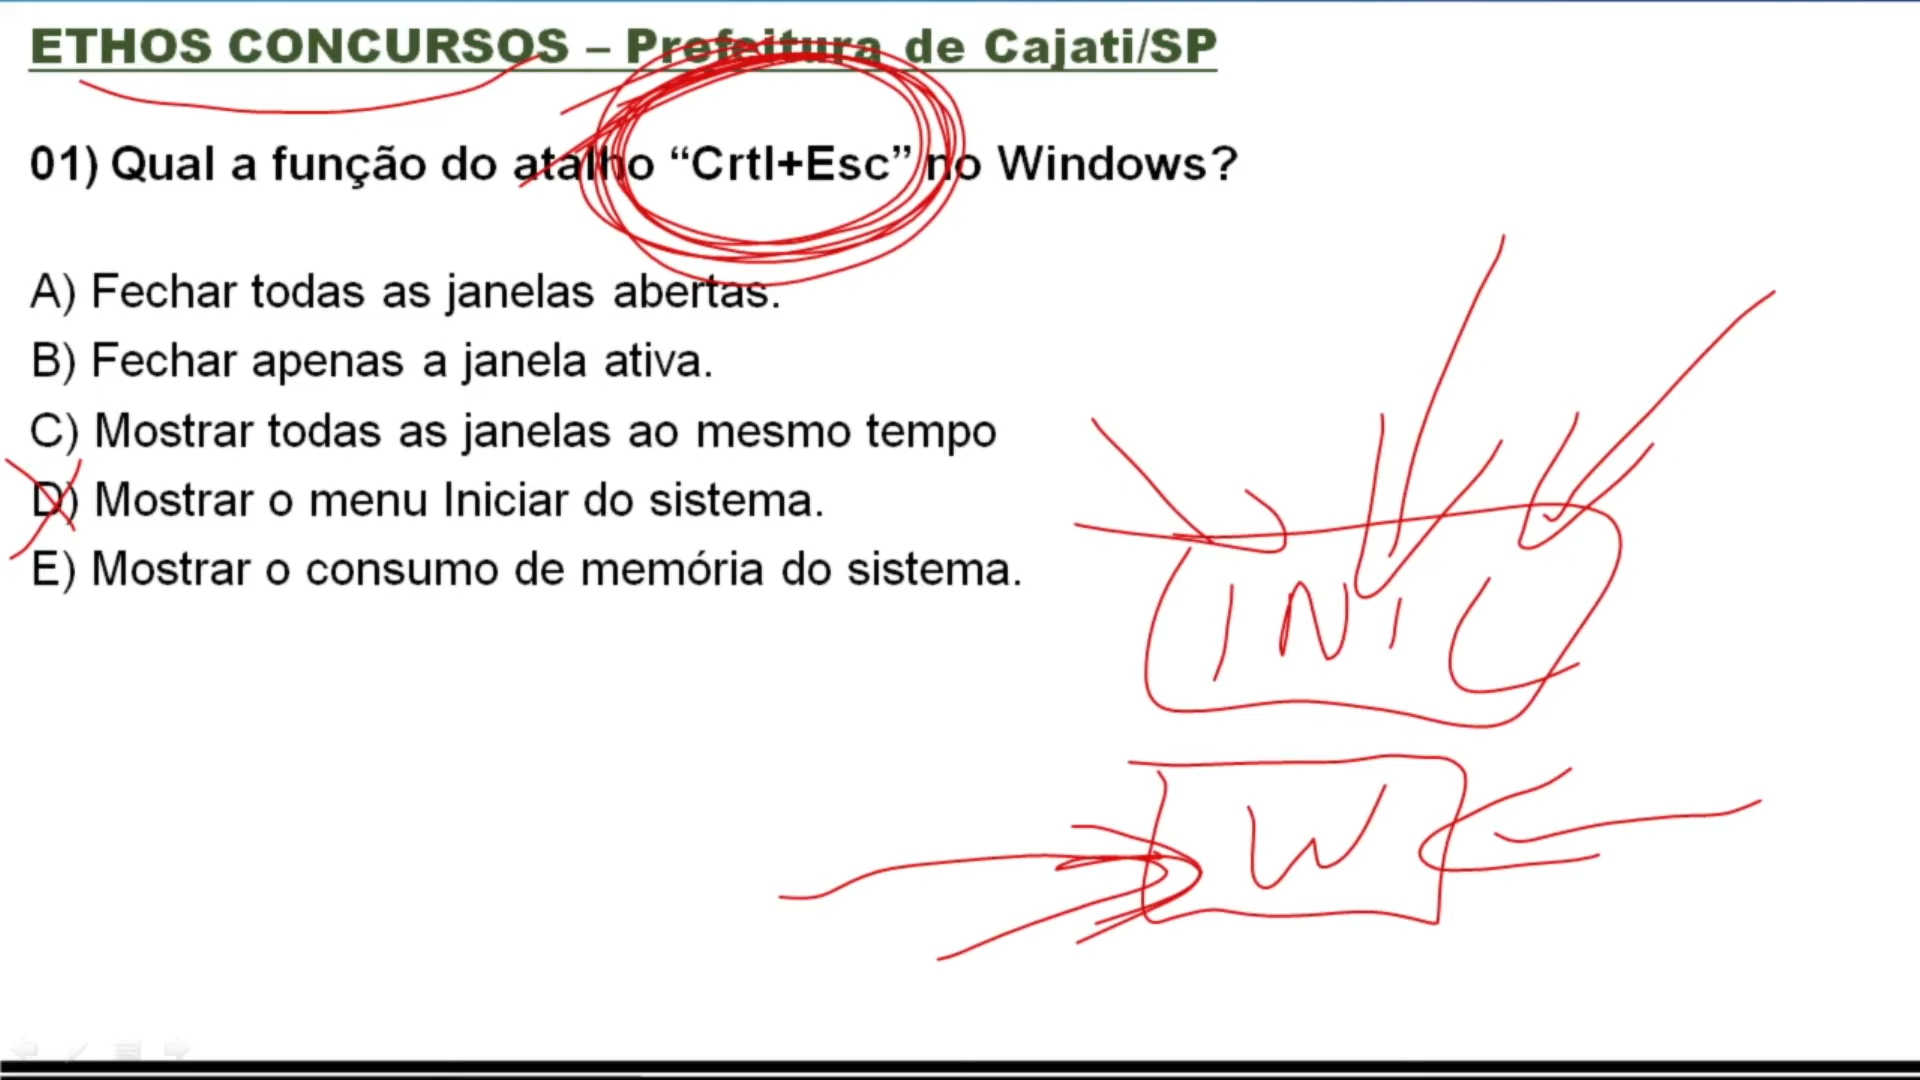 ETHOS CONCURSOS – Prefeitura de Cajati/SP
01) Qual a função do atalho “Crtl+Esc” no Windows?
A) Fechar todas as janelas abertas.
B) Fechar apenas a janela ativa.
C) Mostrar todas as janelas ao mesmo tempo
D) Mostrar o menu Iniciar do sistema.
E) Mostrar o consumo de memória do sistema.
INIC
W